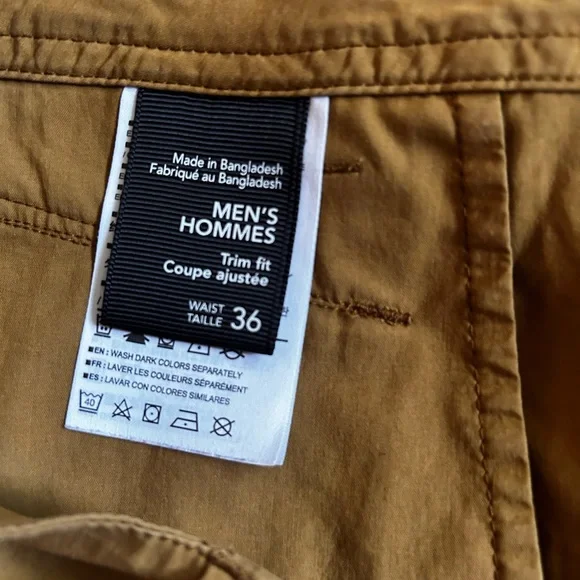 Made in Bangladesh
Fabriqué au Bangladesh
MEN'S
HOMMES
Trim fit
Coupe ajustée
WAIST
TAILLE 36
EN : WASH DARK COLORS SEPARATELY
FR : LAVER LES COULEURS SÉPARÉMENT
ES : LAVAR CON COLORES SIMILARES
40